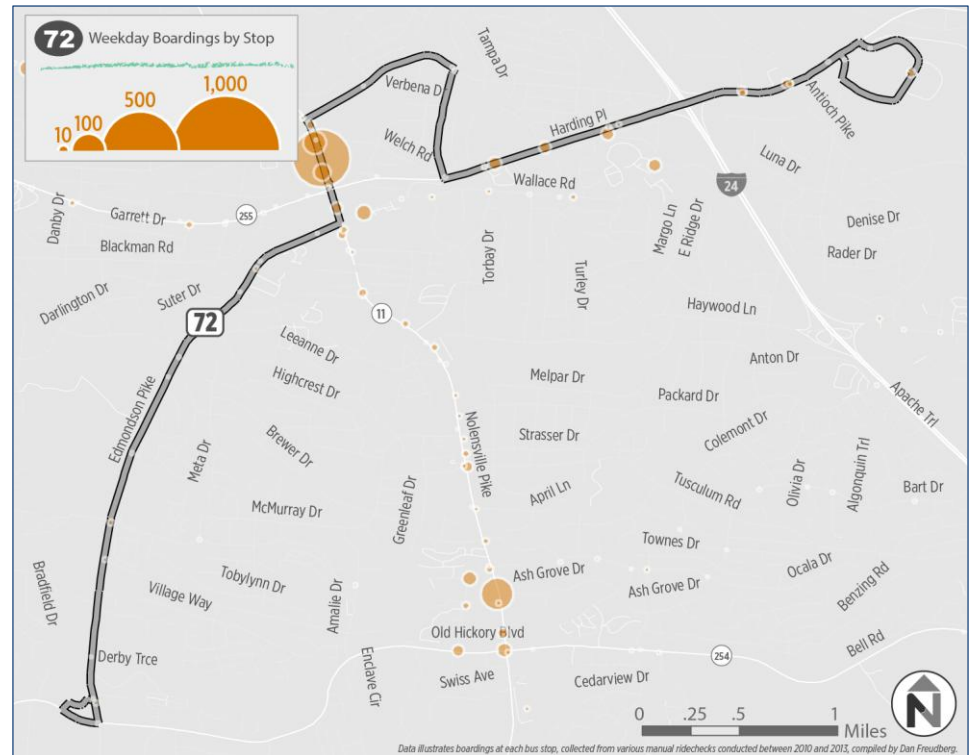 72 Weekday Boardings by Stop
10 100 500 1,000
Tampa Dr
Verbena D
Antioch Pike
Harding Pl
Welch Rd
Luna Dr
Wallace Rd
24
Danby Dr
Garrett Dr
255
Margo Ln
E Ridge Dr
Denise Dr
Blackman Rd
Torbay Dr
Rader Dr
Turley Dr
Darlington Dr
Suter Dr
Haywood Ln
72
11
Leeanne Dr
Anton Dr
Highcrest Dr
Melpar Dr
Packard Dr
Apache Trl
Edmondson Pike
Nolensville Pike
Colemont Dr
Strasser Dr
Brewer Dr
Meta Dr
Greenleaf Dr
April Ln
Tusculum Rd
Olivia Dr
Algonquin Trl
Bart Dr
McMurray Dr
Townes Dr
Bradfield Dr
Tobylynn Dr
Village Way
Amalie Dr
Ash Grove Dr
Ash Grove Dr
Ocala Dr
Benzing Rd
Old Hickory Blvd
Bell Rd
Derby Trce
Enclave Cir
254
Swiss Ave
Cedarview Dr
N
0 .25 .5 1
Miles
Data illustrates boardings at each bus stop, collected from various manual ridechecks conducted between 2010 and 2013, compiled by Dan Freudberg.